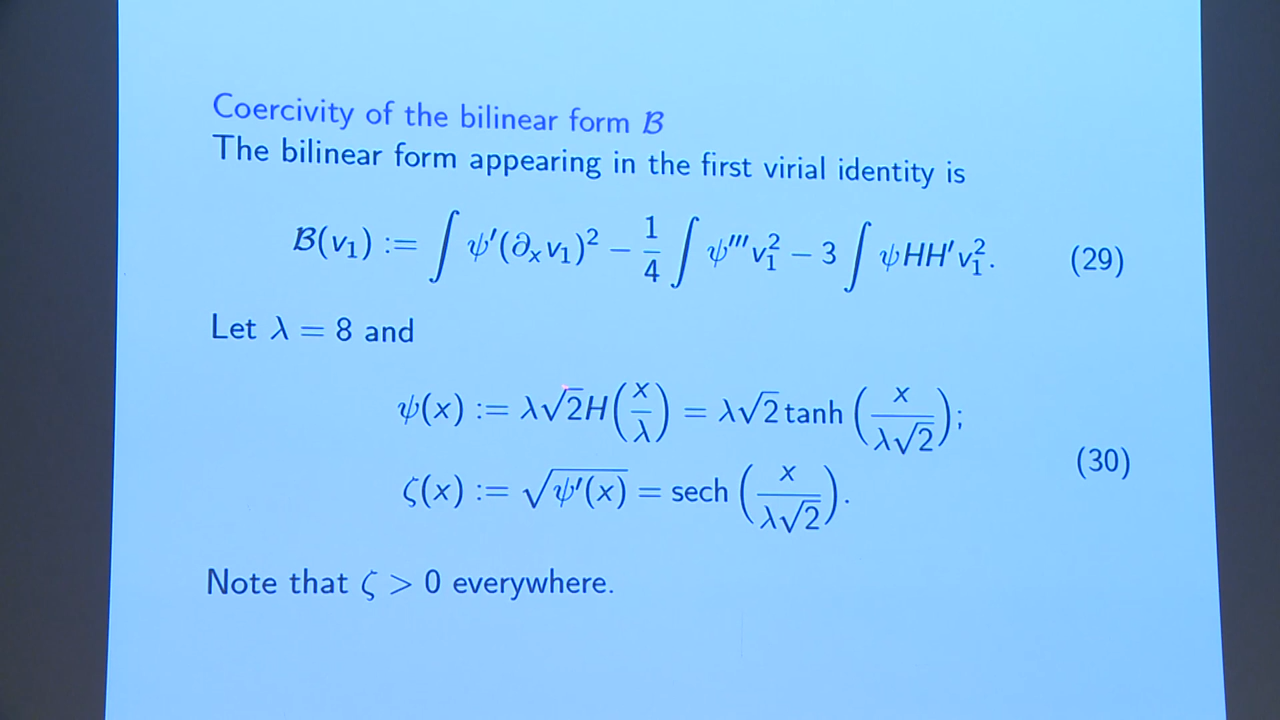 Coercivity of the bilinear form ℬ
The bilinear form appearing in the first virial identity is
ℬ(v₁) := ∫ ψ′(∂ₓv₁)² − 1/4 ∫ ψ‴v₁² − 3 ∫ ψHH′v₁². (29)
Let λ = 8 and
ψ(x) := λ√2H(x/λ) = λ√2 tanh (x/(λ√2));
(30)
ζ(x) := √(ψ′(x)) = sech (x/(λ√2)).
Note that ζ > 0 everywhere.